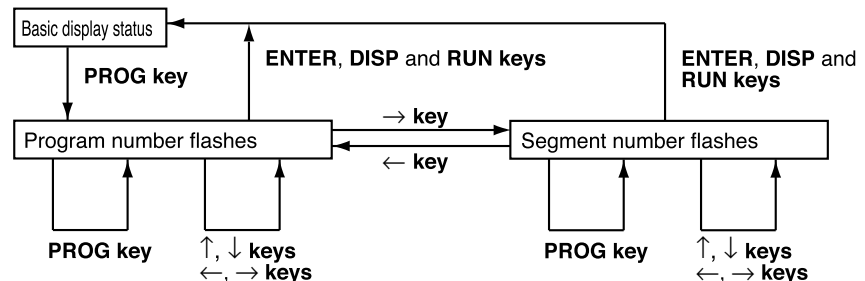 Basic display status
PROG key
ENTER, DISP and RUN keys
ENTER, DISP and
RUN keys
Program number flashes
→ key
← key
Segment number flashes
PROG key
↑, ↓ keys
←, → keys
PROG key
↑, ↓ keys
←, → keys